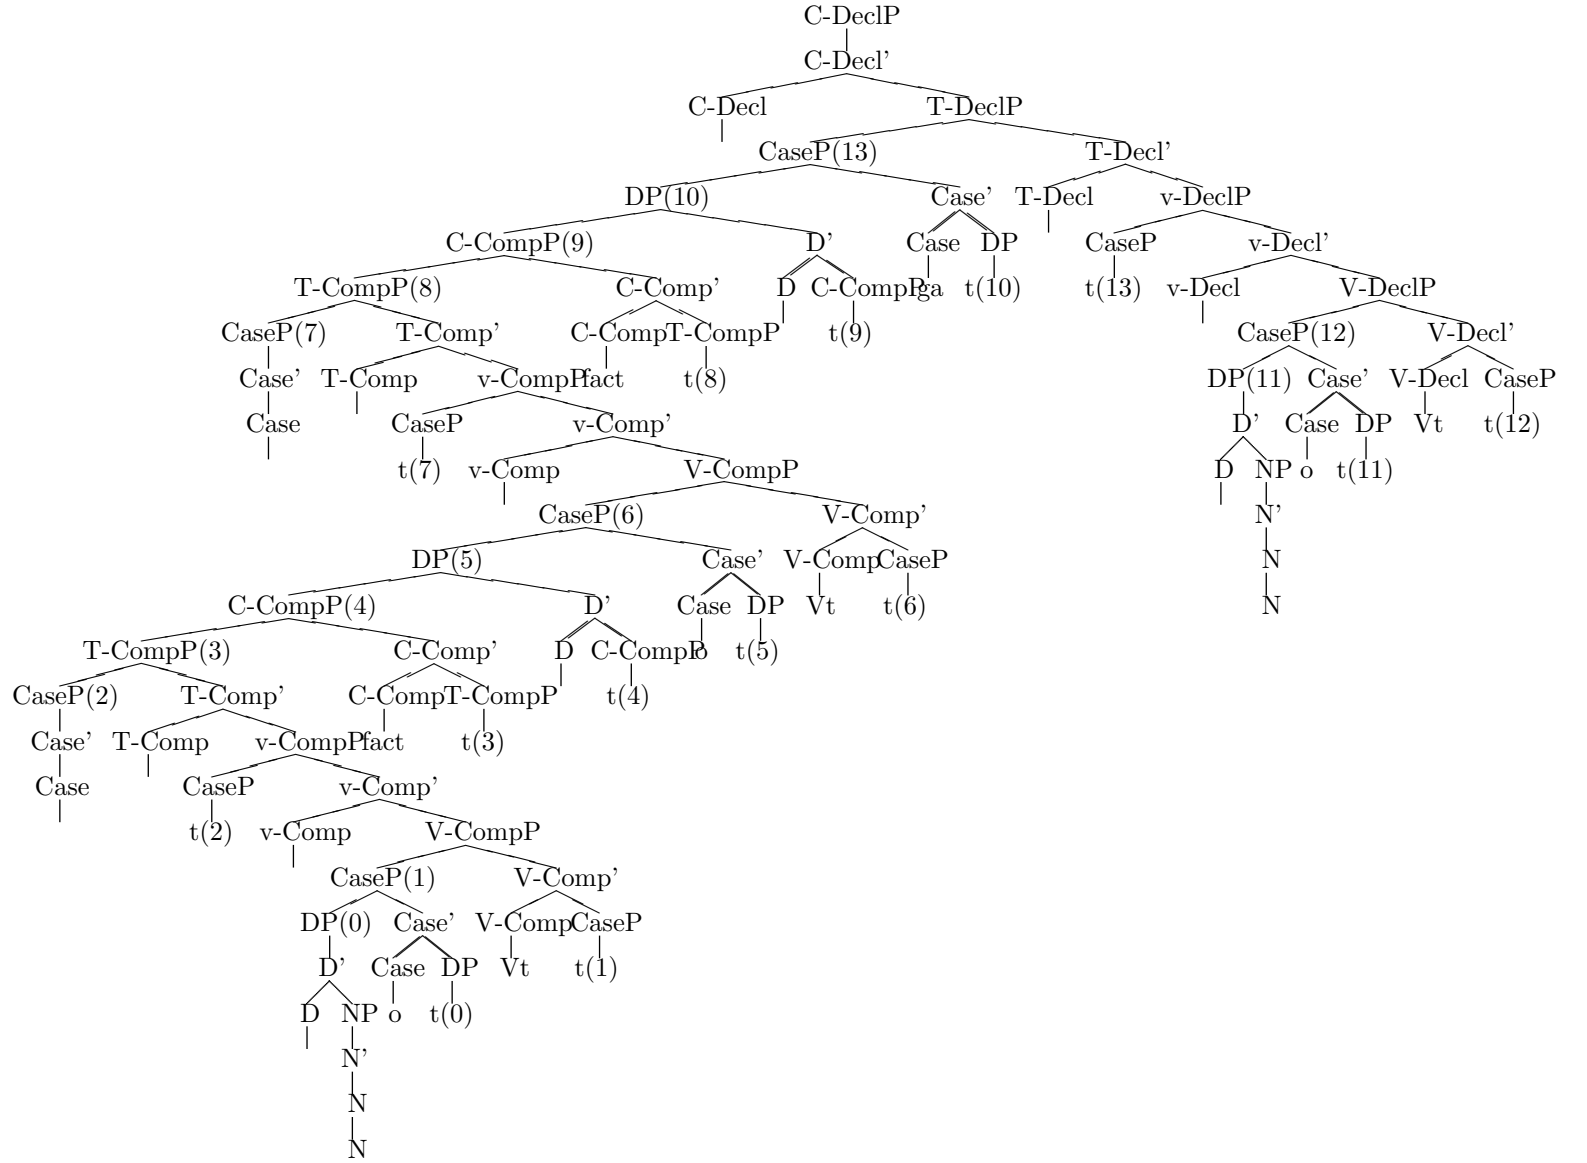 C-DeclP
C-Decl'
C-Decl T-DeclP
CaseP(13) T-Decl'
DP(10) Case' T-Decl v-DeclP
C-CompP(9) D' Case DP CaseP v-Decl'
T-CompP(8) C-Comp' D C-CompP ga t(10) t(13) v-Decl V-DeclP
CaseP(7) T-Comp' C-Comp T-CompP t(9) CaseP(12) V-Decl'
Case' T-Comp v-CompP fact t(8) DP(11) Case' V-Decl CaseP
Case CaseP v-Comp' D' Case DP Vt t(12)
t(7) v-Comp V-CompP D NP o t(11)
CaseP(6) V-Comp' N'
DP(5) Case' V-Comp CaseP N
C-CompP(4) D' Case DP Vt t(6) N
T-CompP(3) C-Comp' D C-CompP o t(5)
CaseP(2) T-Comp' C-Comp T-CompP t(4)
Case' T-Comp v-CompP fact t(3)
Case CaseP v-Comp'
t(2) v-Comp V-CompP
CaseP(1) V-Comp'
DP(0) Case' V-Comp CaseP
D' Case DP Vt t(1)
D NP o t(0)
N'
N
N